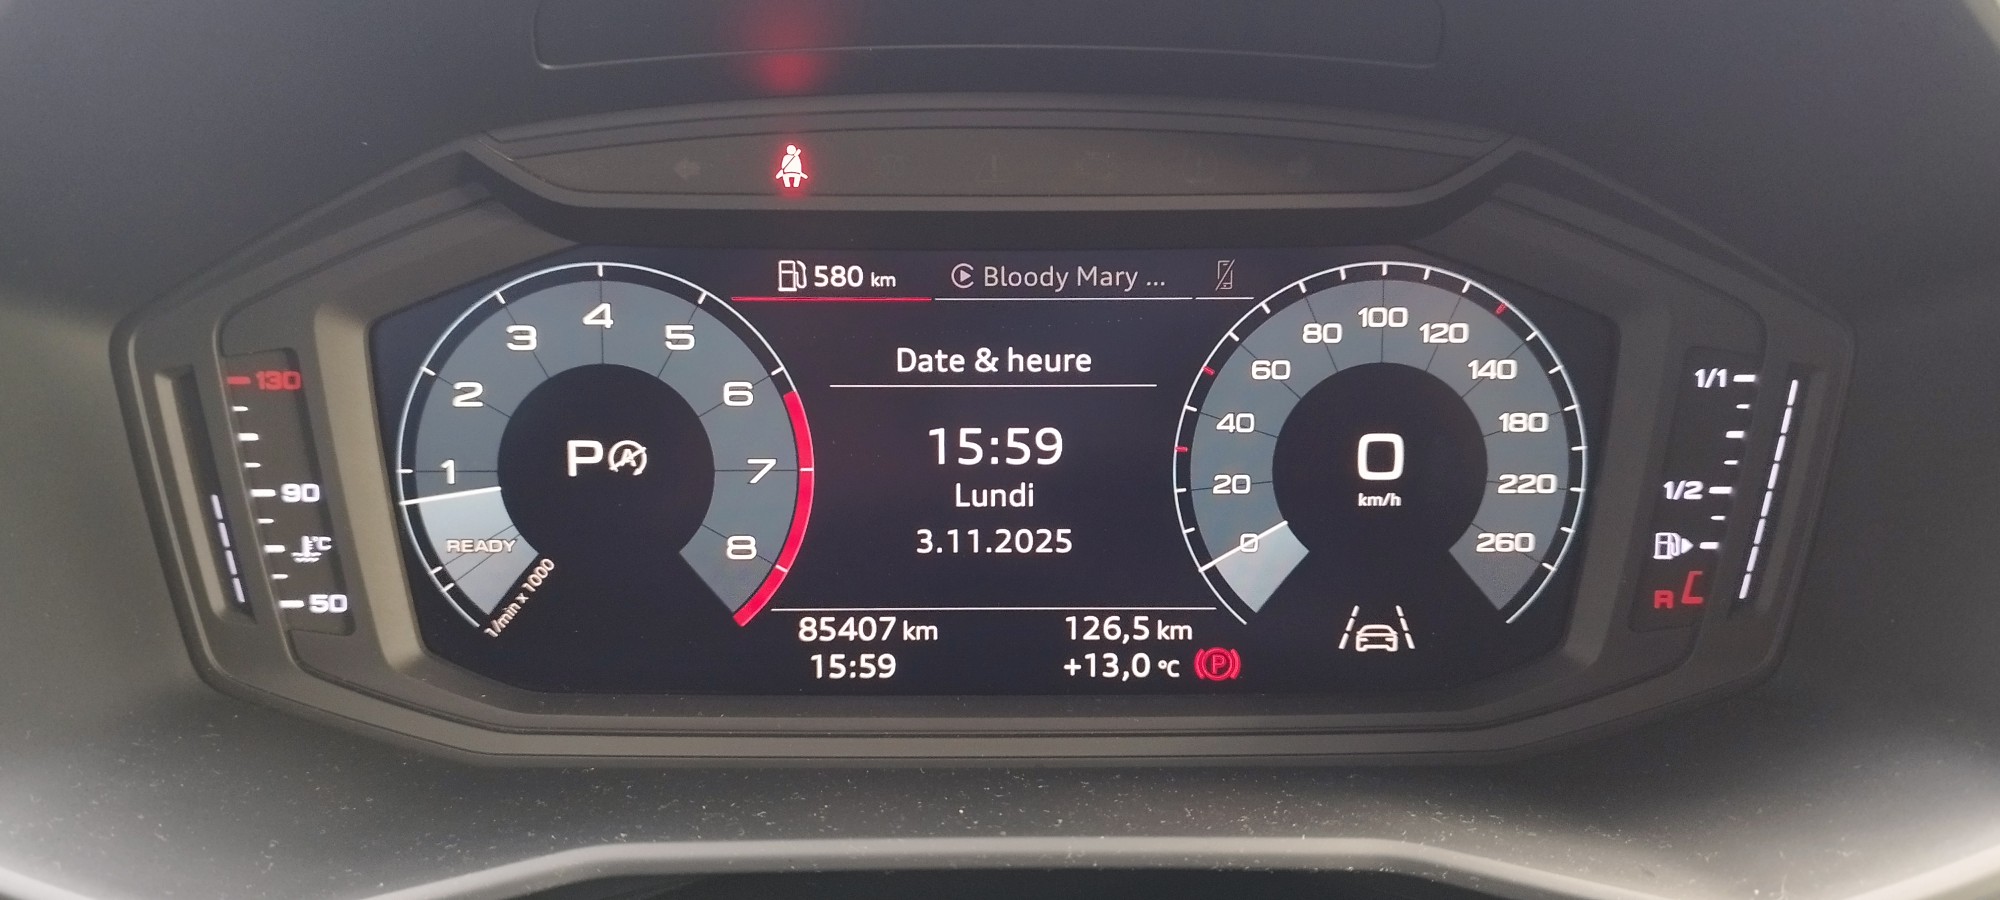 580 km
Bloody Mary ...
Date & heure
15:59
Lundi
3.11.2025
85407 km
126,5 km
15:59
+13,0 °C
P
P A
READY
1
2
3
4
5
6
7
8
1/min x 1000
0
20
40
60
80
100
120
140
180
220
260
0
km/h
130
90
°C
50
1/1
1/2
R